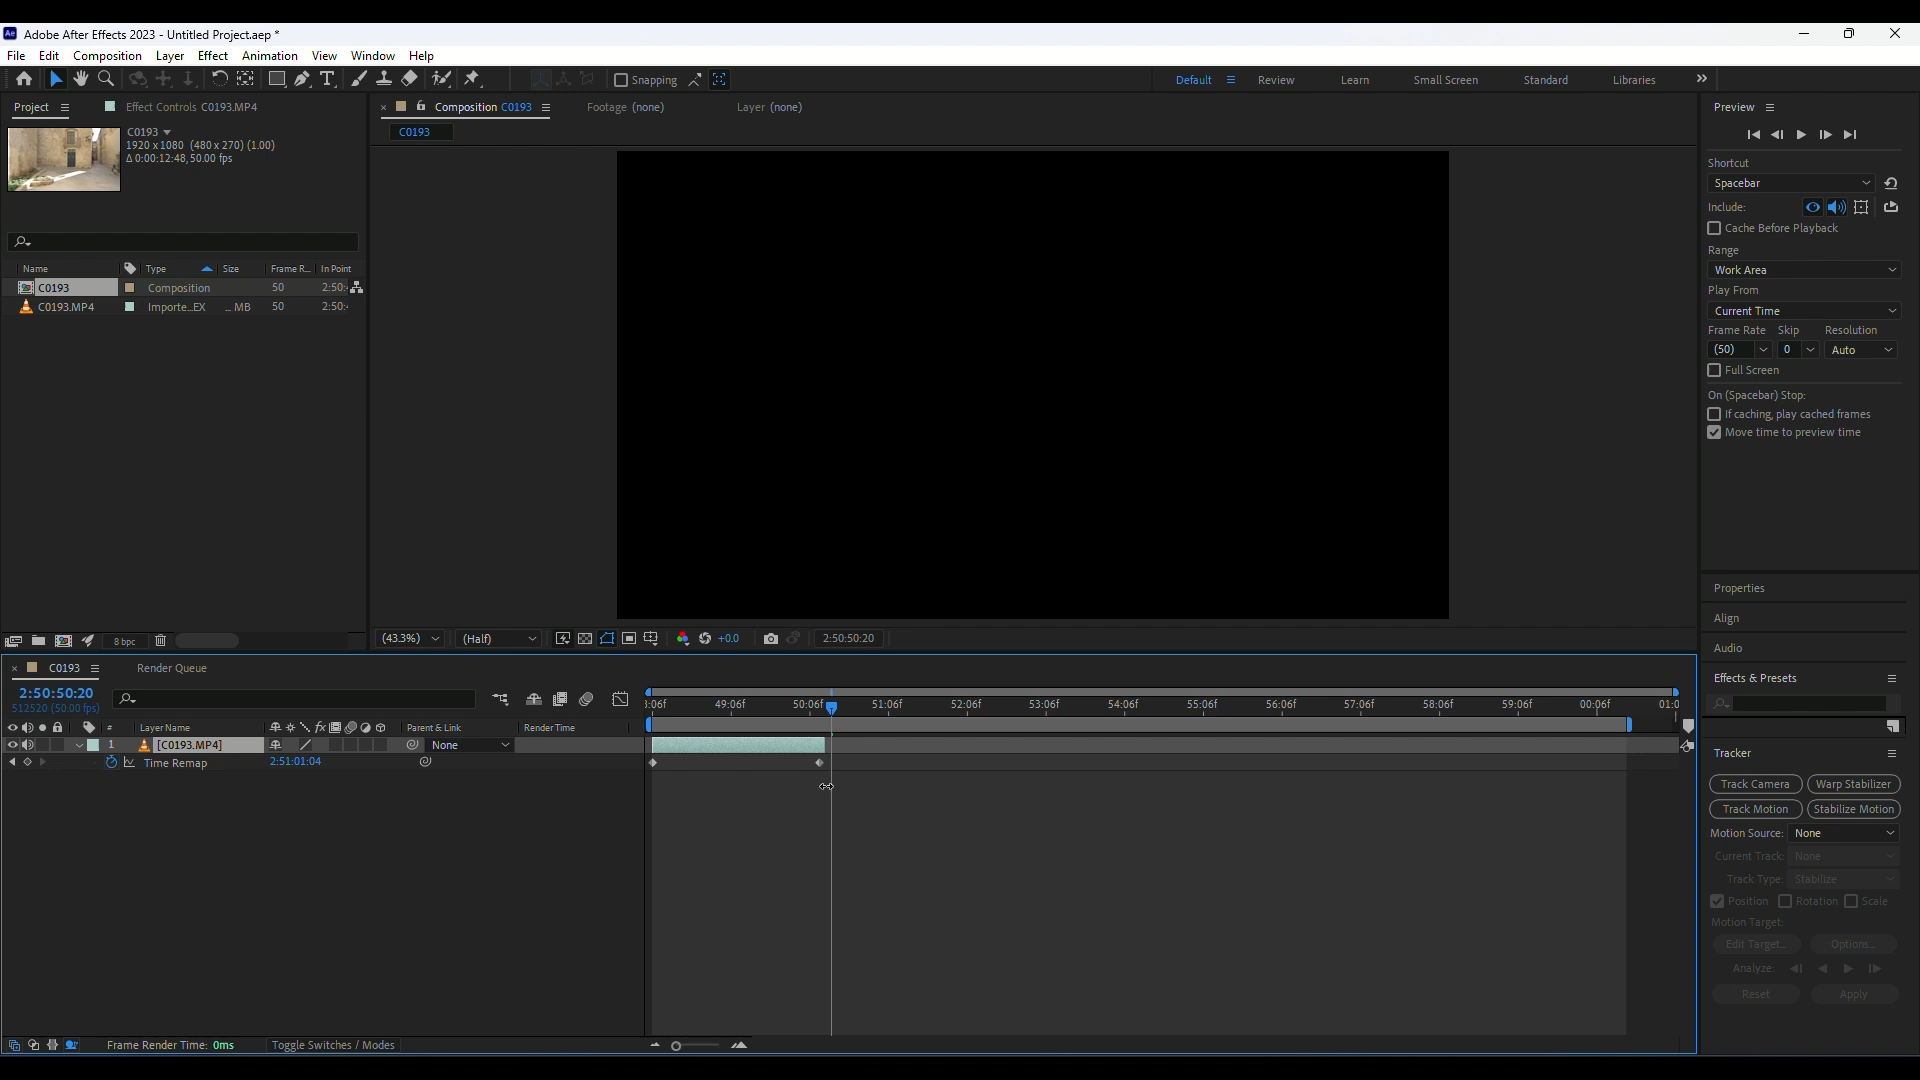 Ae Adobe After Effects 2023 - Untitled Project.aep *
File Edit Composition Layer Effect Animation View Window Help
Snapping
Default Review Learn Small Screen Standard Libraries
Project Effect Controls C0193.MP4
C0193
1920 x 1080 (480 x 270) (1.00)
Δ 0:00:12:48, 50.00 fps
Name Type Size Frame R... In Point
C0193 Composition 50 2:50:
C0193.MP4 Importe...EX ... MB 50 2:50:
8 bpc
Composition C0193 Footage (none) Layer (none)
C0193
(43.3%) (Half) +0.0 2:50:50:20
Preview
Shortcut
Spacebar
Include:
Cache Before Playback
Range
Work Area
Play From
Current Time
Frame Rate Skip Resolution
(50) 0 Auto
Full Screen
On (Spacebar) Stop:
If caching, play cached frames
Move time to preview time
Properties
Align
Audio
Effects & Presets
Tracker
Track Camera Warp Stabilizer
Track Motion Stabilize Motion
Motion Source: None
Current Track: None
Track Type: Stabilize
Position Rotation Scale
Motion Target:
Edit Target... Options...
Analyze:
Reset Apply
C0193 Render Queue
2:50:50:20
512520 (50.00 fps)
# Layer Name Parent & Link Render Time
1 [C0193.MP4] None
Time Remap 2:51:01:04
3:06f 49:06f 50:06f 51:06f 52:06f 53:06f 54:06f 55:06f 56:06f 57:06f 58:06f 59:06f 00:06f 01:0
Frame Render Time: 0ms Toggle Switches / Modes